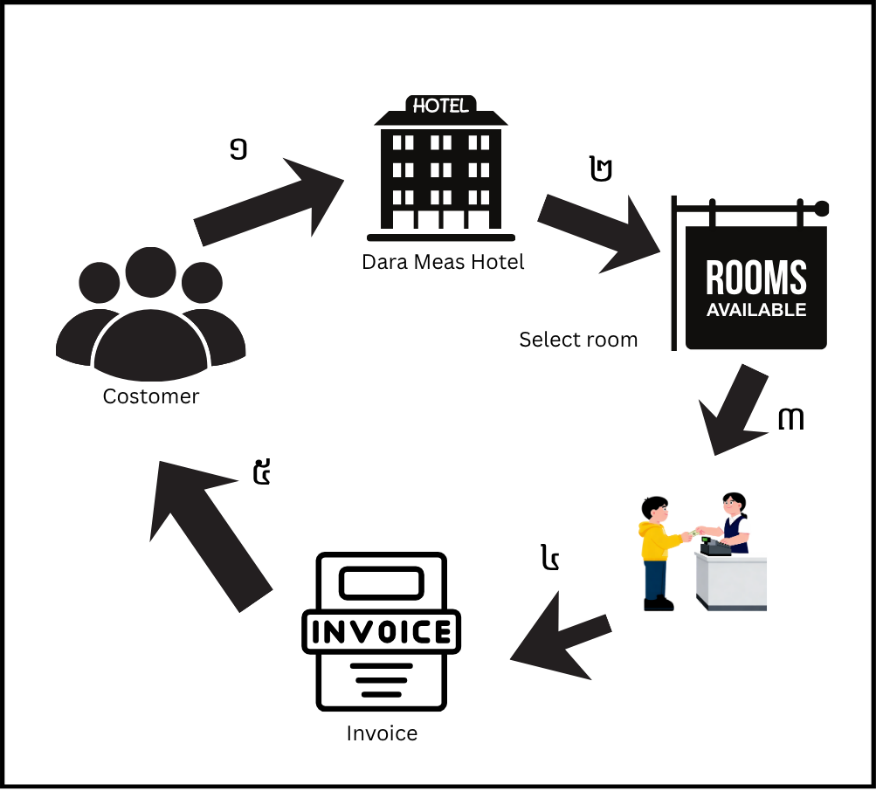 HOTEL
១
២
Dara Meas Hotel
ROOMS
AVAILABLE
Select room
Costomer
៣
៥
៤
INVOICE
Invoice